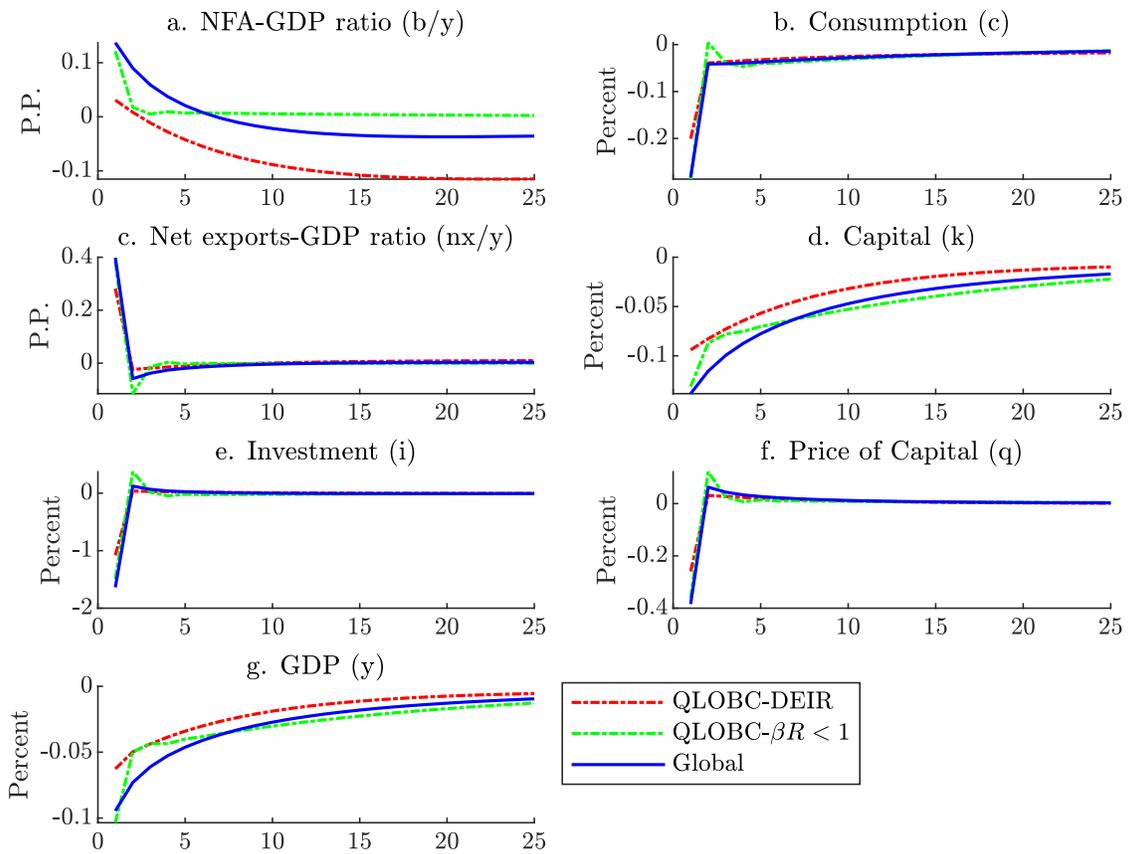 a. NFA-GDP ratio (b/y)
P.P.
0.1
0
-0.1
0 5 10 15 20 25
b. Consumption (c)
Percent
0
-0.1
-0.2
0 5 10 15 20 25
c. Net exports-GDP ratio (nx/y)
P.P.
0.4
0.2
0
0 5 10 15 20 25
d. Capital (k)
Percent
0
-0.05
-0.1
0 5 10 15 20 25
e. Investment (i)
Percent
0
-1
-2
0 5 10 15 20 25
f. Price of Capital (q)
Percent
0
-0.2
-0.4
0 5 10 15 20 25
g. GDP (y)
Percent
0
-0.05
-0.1
0 5 10 15 20 25
QLOBC-DEIR
QLOBC-βR < 1
Global